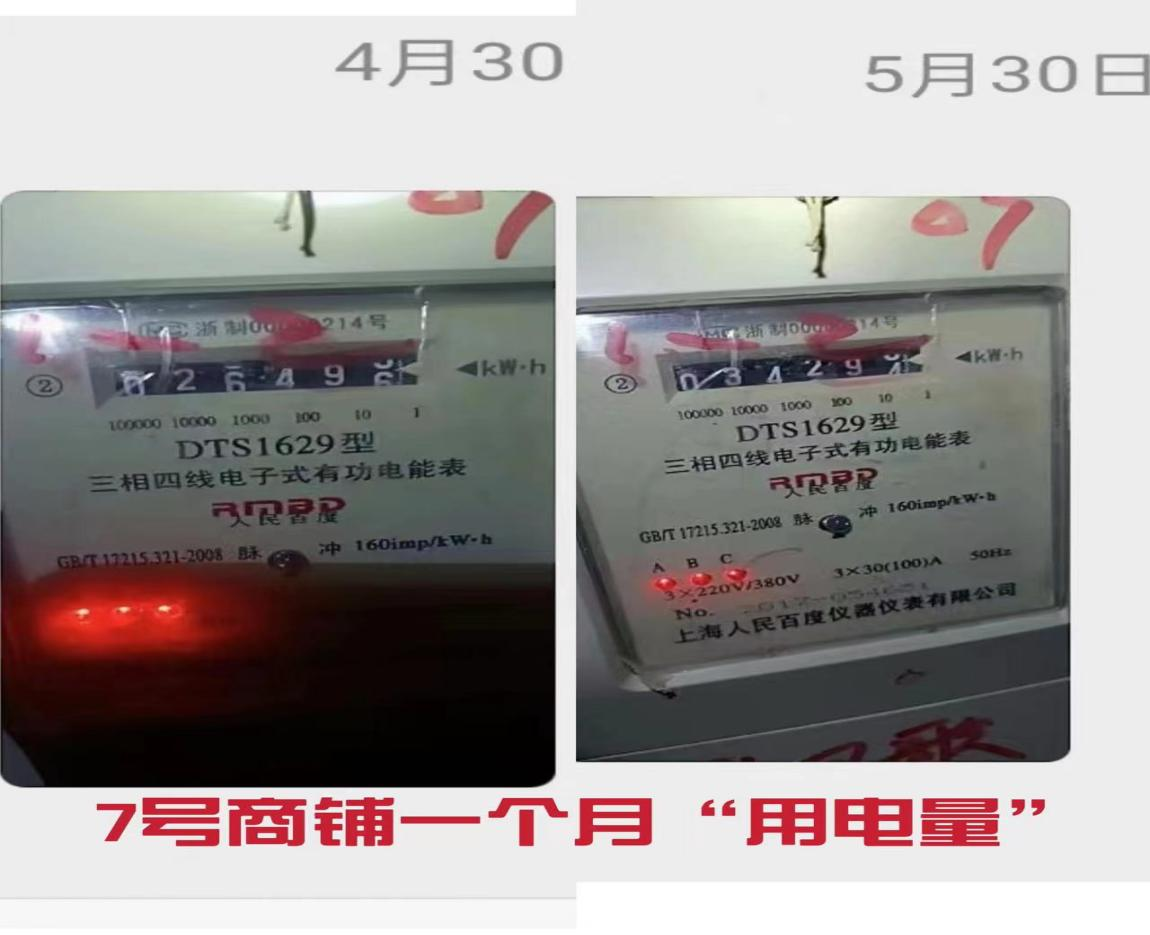 4月30
5月30日
07
浙制00000214号
②
0 2 6 4 9 6
kW·h
100000 10000 1000 100 10 1
DTS1629型
三相四线电子式有功电能表
RMBD
人民百度
GB/T 17215.321-2008 脉 冲 160imp/kW·h
07
②
0 3 4 2 9 4
kW·h
100000 10000 1000 100 10 1
DTS1629型
三相四线电子式有功电能表
RMBD
人民百度
GB/T 17215.321-2008 脉 冲 160imp/kW·h
A B C
3×220V/380V 3×30(100)A 50Hz
No.
上海人民百度仪器仪表有限公司
7号商铺一个月“用电量”